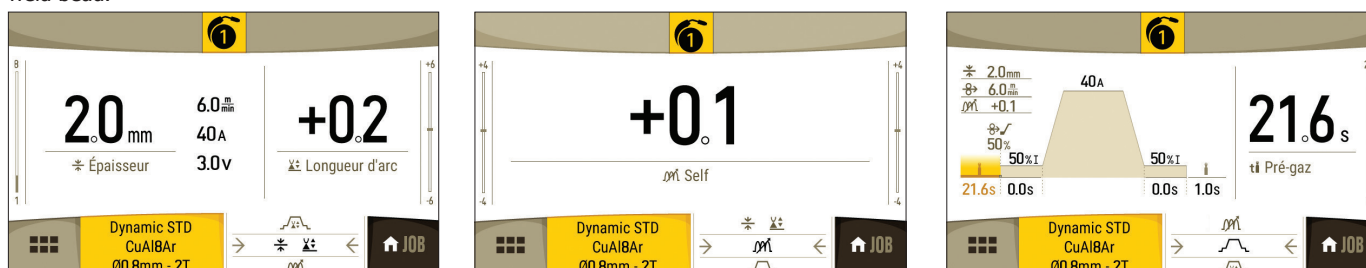 weld bead.
1
8
+6
2.0 mm
6.0 m/min
40A
3.0V
+0.2
Épaisseur
Longueur d'arc
1
-6
Dynamic STD
CuAl8Ar
Ø0.8mm - 2T
JOB
1
+4
+4
+0.1
Self
-4
-4
Dynamic STD
CuAl8Ar
Ø0.8mm - 2T
JOB
1
2.0mm
6.0 m/min
+0.1
50%
40A
50%I
50%I
21.6s
0.0s
0.0s
1.0s
21.6 s
t Pré-gaz
Dynamic STD
CuAl8Ar
Ø0.8mm - 2T
JOB